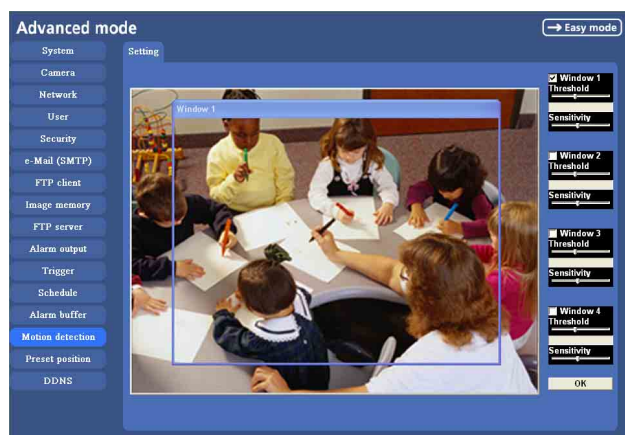 Advanced mode
→ Easy mode
System
Camera
Network
User
Security
e-Mail (SMTP)
FTP client
Image memory
FTP server
Alarm output
Trigger
Schedule
Alarm buffer
Motion detection
Preset position
DDNS
Setting
Window 1
Window 1
Threshold
Sensitivity
Window 2
Threshold
Sensitivity
Window 3
Threshold
Sensitivity
Window 4
Threshold
Sensitivity
OK